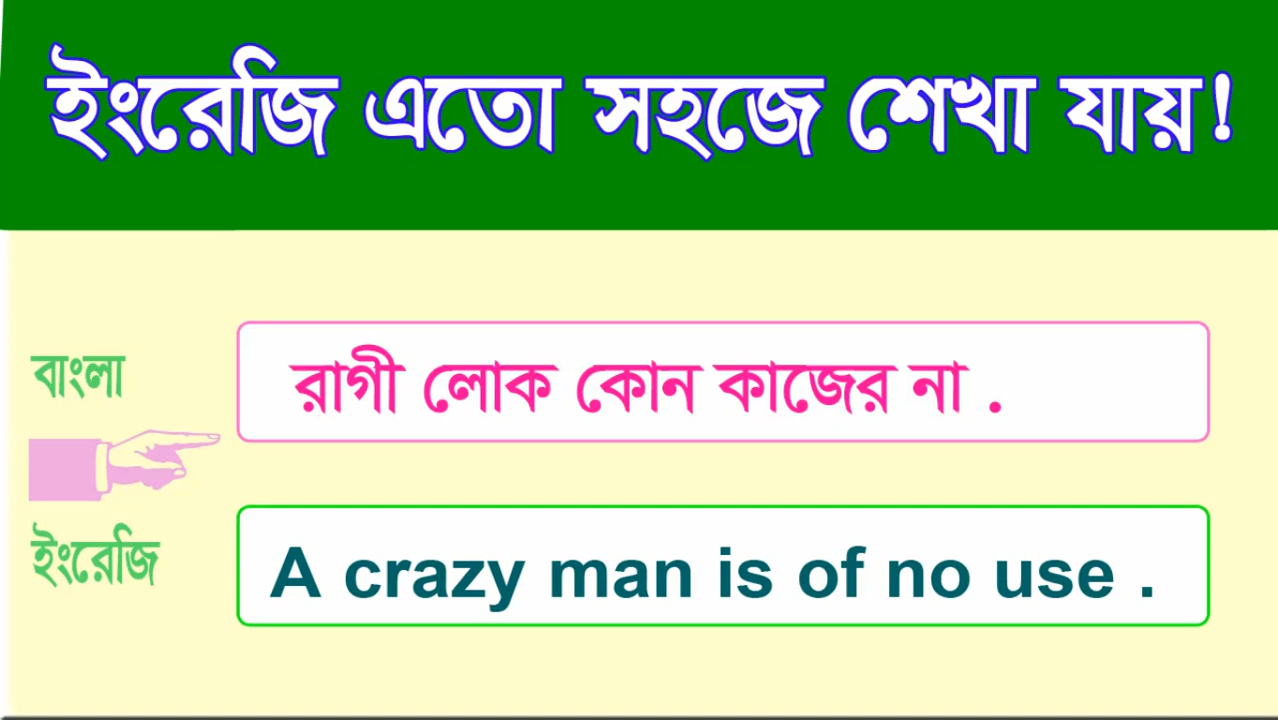 ইংরেজি এতো সহজে শেখা যায়!
বাংলা
রাগী লোক কোন কাজের না .
ইংরেজি
A crazy man is of no use .